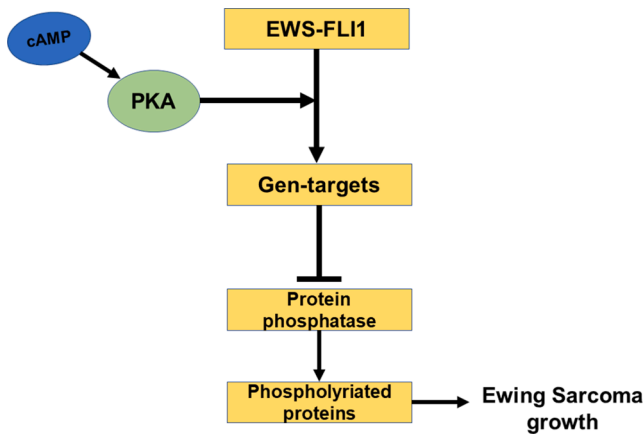 cAMP
EWS-FLI1
PKA
Gen-targets
Protein
phosphatase
Phospholyriated
proteins
Ewing Sarcoma
growth